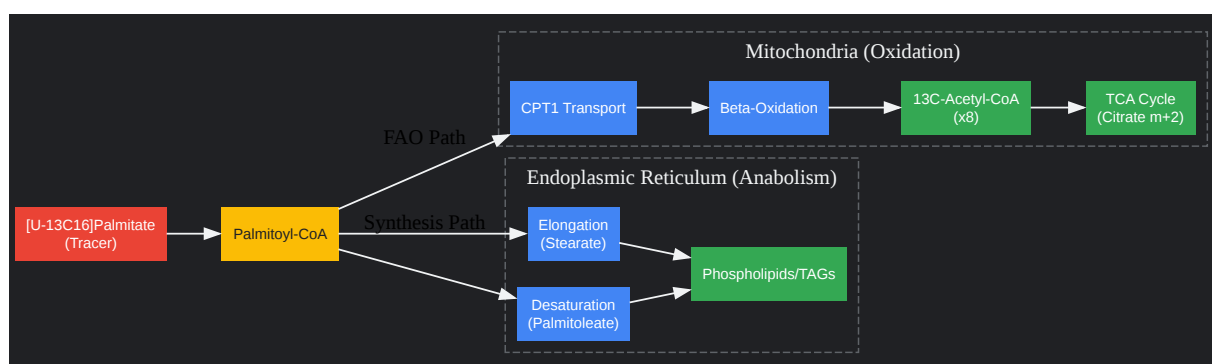 Mitochondria (Oxidation)
CPT1 Transport
Beta-Oxidation
13C-Acetyl-CoA
(x8)
TCA Cycle
(Citrate m+2)
FAO Path
Endoplasmic Reticulum (Anabolism)
[U-13C16]Palmitate
(Tracer)
Palmitoyl-CoA
Synthesis Path
Elongation
(Stearate)
Phospholipids/TAGs
Desaturation
(Palmitoleate)